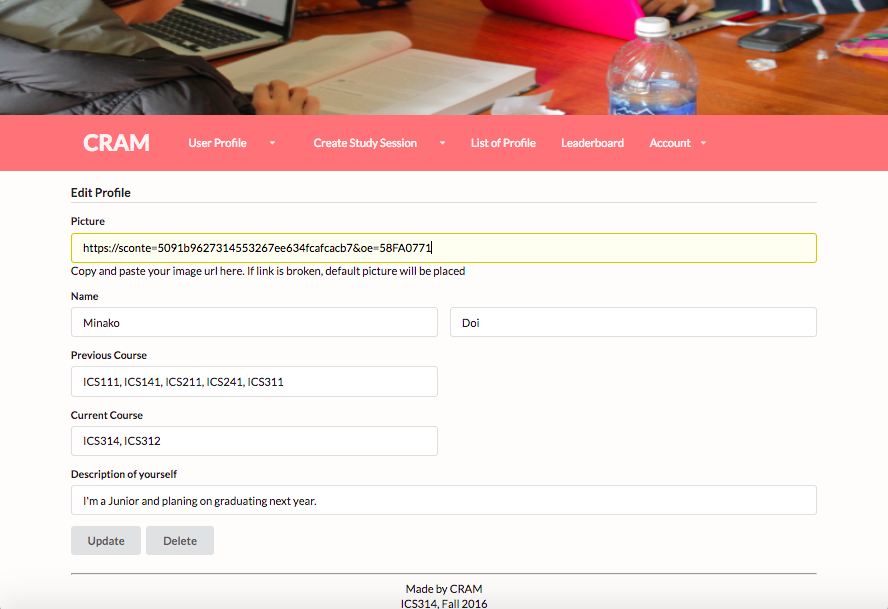 CRAM User Profile Create Study Session List of Profile Leaderboard Account
Edit Profile
Picture
https://sconte=5091b9627314553267ee634fcafcacb7&oe=58FA0771
Copy and paste your image url here. If link is broken, default picture will be placed
Name
Minako Doi
Previous Course
ICS111, ICS141, ICS211, ICS241, ICS311
Current Course
ICS314, ICS312
Description of yourself
I'm a Junior and planing on graduating next year.
Update Delete
Made by CRAM
ICS314, Fall 2016